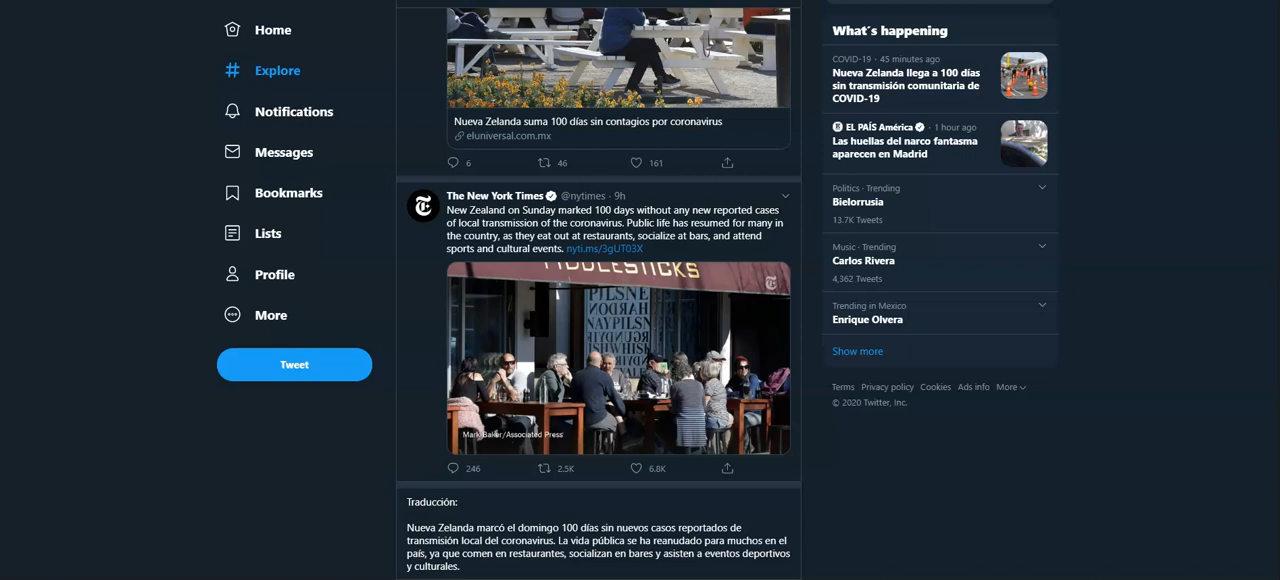 Home
Explore
Notifications
Messages
Bookmarks
Lists
Profile
More
Tweet
Nueva Zelanda suma 100 días sin contagios por coronavirus
eluniversal.com.mx
6 46 161
The New York Times @nytimes · 9h
New Zealand on Sunday marked 100 days without any new reported cases
of local transmission of the coronavirus. Public life has resumed for many in
the country, as they eat out at restaurants, socialize at bars, and attend
sports and cultural events. nyti.ms/3gUT03X
FIDDLESTICKS
PILSNE
Mark Baker/Associated Press
246 2.5K 6.8K
Traducción:
Nueva Zelanda marcó el domingo 100 días sin nuevos casos reportados de
transmisión local del coronavirus. La vida pública se ha reanudado para muchos en el
país, ya que comen en restaurantes, socializan en bares y asisten a eventos deportivos
y culturales.
What´s happening
COVID-19 · 45 minutes ago
Nueva Zelanda llega a 100 días
sin transmisión comunitaria de
COVID-19
EL PAÍS América · 1 hour ago
Las huellas del narco fantasma
aparecen en Madrid
Politics · Trending
Bielorrusia
13.7K Tweets
Music · Trending
Carlos Rivera
4,362 Tweets
Trending in Mexico
Enrique Olvera
Show more
Terms Privacy policy Cookies Ads info More
© 2020 Twitter, Inc.